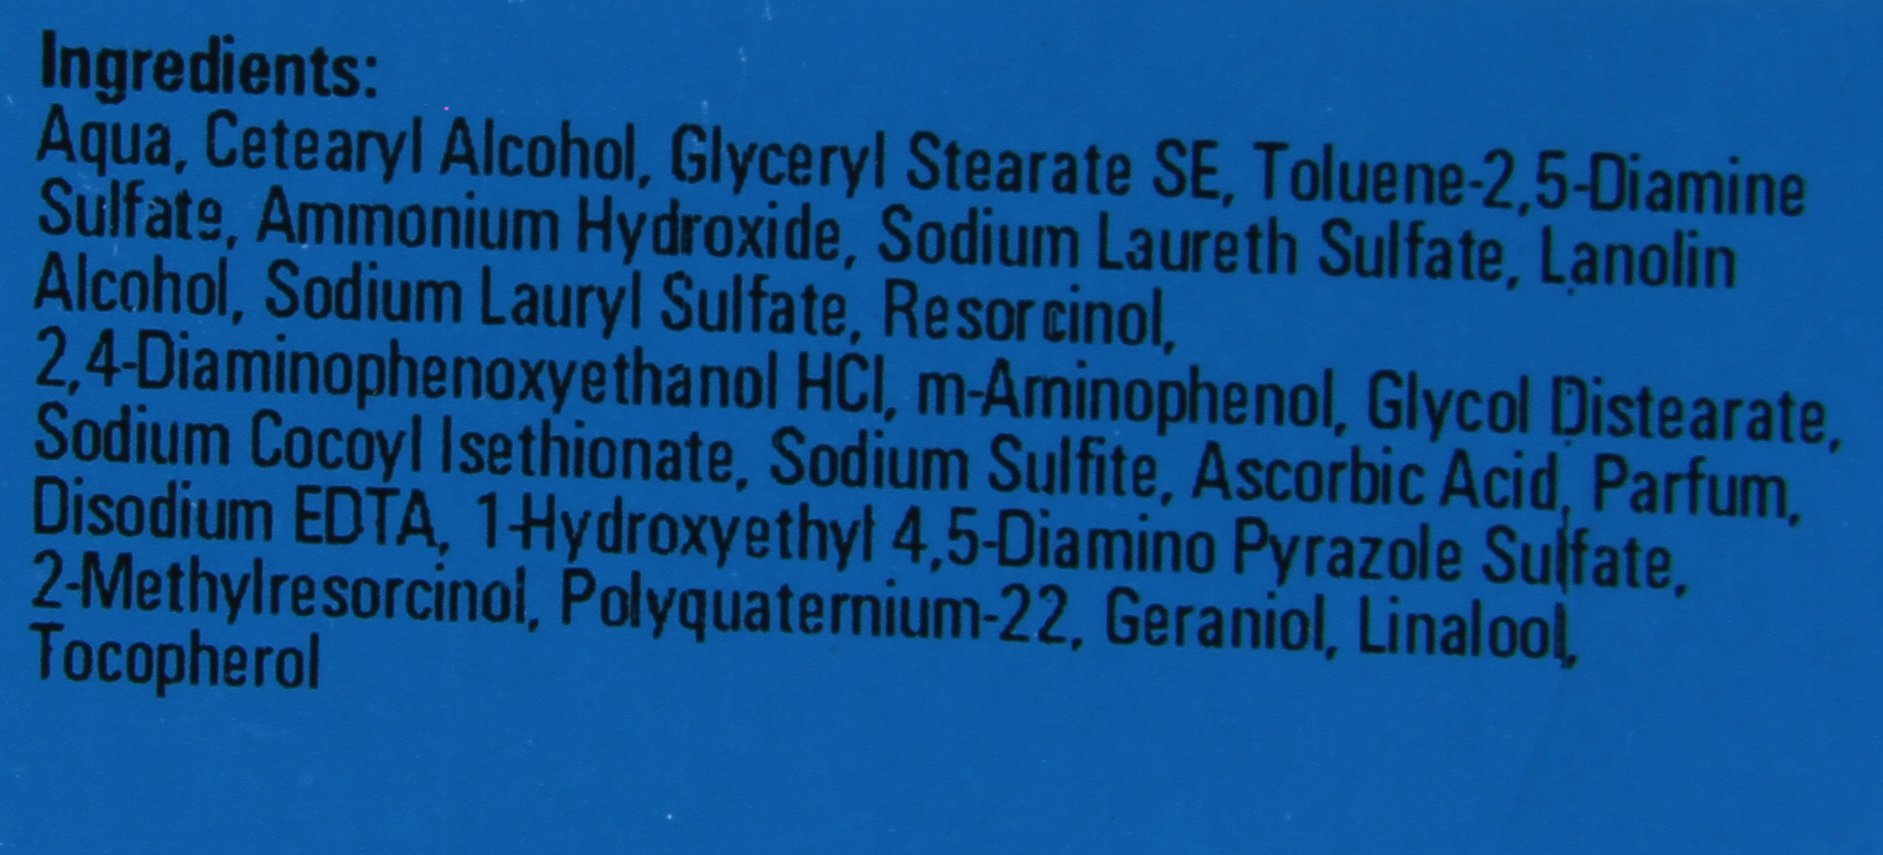 Ingredients:
Aqua, Cetearyl Alcohol, Glyceryl Stearate SE, Toluene-2,5-Diamine
Sulfate, Ammonium Hydroxide, Sodium Laureth Sulfate, Lanolin
Alcohol, Sodium Lauryl Sulfate, Resorcinol,
2,4-Diaminophenoxyethanol HCl, m-Aminophenol, Glycol Distearate,
Sodium Cocoyl Isethionate, Sodium Sulfite, Ascorbic Acid, Parfum,
Disodium EDTA, 1-Hydroxyethyl 4,5-Diamino Pyrazole Sulfate,
2-Methylresorcinol, Polyquaternium-22, Geraniol, Linalool,
Tocopherol